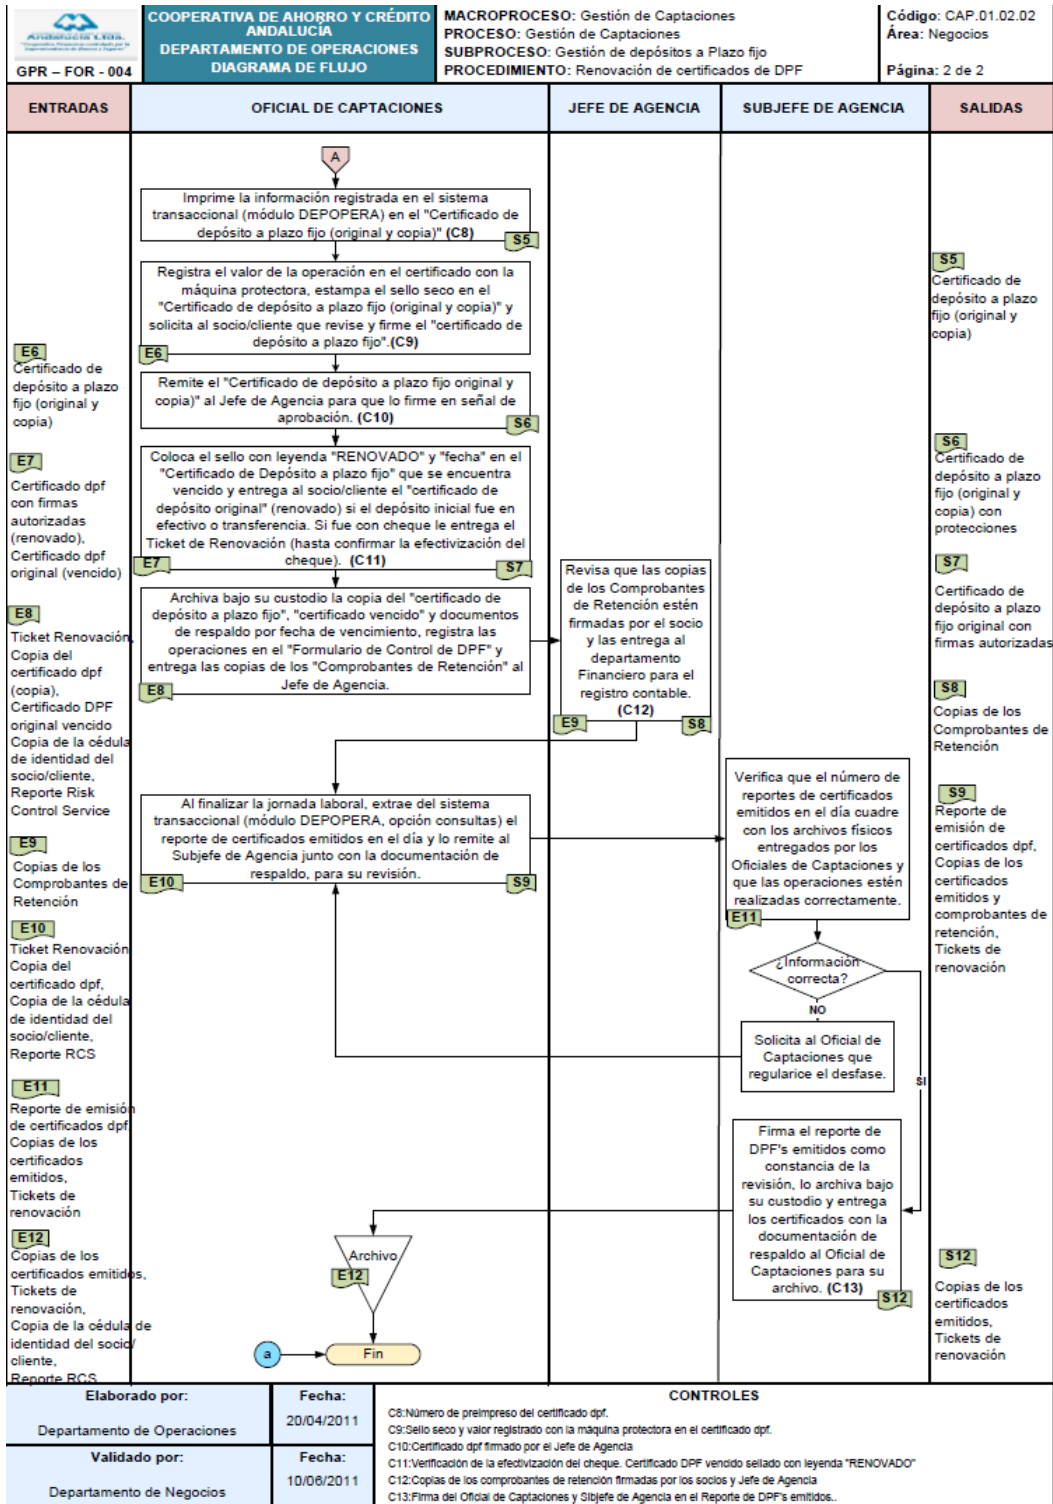 Andalucía Ltda.
GPR – FOR - 004
COOPERATIVA DE AHORRO Y CRÉDITO
ANDALUCÍA
DEPARTAMENTO DE OPERACIONES
DIAGRAMA DE FLUJO
MACROPROCESO: Gestión de Captaciones
PROCESO: Gestión de Captaciones
SUBPROCESO: Gestión de depósitos a Plazo fijo
PROCEDIMIENTO: Renovación de certificados de DPF
Código: CAP.01.02.02
Área: Negocios
Página: 2 de 2
ENTRADAS
OFICIAL DE CAPTACIONES
JEFE DE AGENCIA
SUBJEFE DE AGENCIA
SALIDAS
E6
Certificado de
depósito a plazo
fijo (original y
copia)
E7
Certificado dpf
con firmas
autorizadas
(renovado),
Certificado dpf
original (vencido)
E8
Ticket Renovación,
Copia del
certificado dpf
(copia),
Certificado DPF
original vencido
Copia de la cédula
de identidad del
socio/cliente,
Reporte Risk
Control Service
E9
Copias de los
Comprobantes de
Retención
E10
Ticket Renovación
Copia del
certificado dpf,
Copia de la cédula
de identidad del
socio/cliente,
Reporte RCS
E11
Reporte de emisión
de certificados dpf,
Copias de los
certificados
emitidos,
Tickets de
renovación
E12
Copias de los
certificados emitidos,
Tickets de
renovación,
Copia de la cédula de
identidad del socio/
cliente,
Reporte RCS
A
Imprime la información registrada en el sistema
transaccional (módulo DEPOPERA) en el "Certificado de
depósito a plazo fijo (original y copia)" (C8)
S5
Registra el valor de la operación en el certificado con la
máquina protectora, estampa el sello seco en el
"Certificado de depósito a plazo fijo (original y copia)" y
solicita al socio/cliente que revise y firme el "certificado de
depósito a plazo fijo".(C9)
E6
Remite el "Certificado de depósito a plazo fijo original y
copia)" al Jefe de Agencia para que lo firme en señal de
aprobación. (C10)
S6
Coloca el sello con leyenda "RENOVADO" y "fecha" en el
"Certificado de Depósito a plazo fijo" que se encuentra
vencido y entrega al socio/cliente el "certificado de
depósito original" (renovado) si el depósito inicial fue en
efectivo o transferencia. Si fue con cheque le entrega el
Ticket de Renovación (hasta confirmar la efectivización del
cheque). (C11)
E7
S7
Archiva bajo su custodio la copia del "certificado de
depósito a plazo fijo", "certificado vencido" y documentos
de respaldo por fecha de vencimiento, registra las
operaciones en el "Formulario de Control de DPF" y
entrega las copias de los "Comprobantes de Retención" al
Jefe de Agencia.
E8
Revisa que las copias
de los Comprobantes
de Retención estén
firmadas por el socio
y las entrega al
departamento
Financiero para el
registro contable.
(C12)
E9
S8
Al finalizar la jornada laboral, extrae del sistema
transaccional (módulo DEPOPERA, opción consultas) el
reporte de certificados emitidos en el día y lo remite al
Subjefe de Agencia junto con la documentación de
respaldo, para su revisión.
E10
S9
Verifica que el número de
reportes de certificados
emitidos en el día cuadre
con los archivos físicos
entregados por los
Oficiales de Captaciones y
que las operaciones estén
realizadas correctamente.
E11
¿Información
correcta?
NO
SI
Solicita al Oficial de
Captaciones que
regularice el desfase.
Firma el reporte de
DPF's emitidos como
constancia de la
revisión, lo archiva bajo
su custodio y entrega
los certificados con la
documentación de
respaldo al Oficial de
Captaciones para su
archivo. (C13)
S12
Archivo
E12
a
Fin
S5
Certificado de
depósito a plazo
fijo (original y
copia)
S6
Certificado de
depósito a plazo
fijo (original y
copia) con
protecciones
S7
Certificado de
depósito a plazo
fijo original con
firmas autorizadas
S8
Copias de los
Comprobantes de
Retención
S9
Reporte de
emisión de
certificados dpf,
Copias de los
certificados
emitidos y
comprobantes de
retención,
Tickets de
renovación
S12
Copias de los
certificados
emitidos,
Tickets de
renovación
Elaborado por:
Departamento de Operaciones
Fecha:
20/04/2011
Validado por:
Departamento de Negocios
Fecha:
10/06/2011
CONTROLES
C8:Número de preimpreso del certificado dpf.
C9:Sello seco y valor registrado con la máquina protectora en el certificado dpf.
C10:Certificado dpf firmado por el Jefe de Agencia
C11:Verificación de la efectivización del cheque. Certificado DPF vencido sellado con leyenda "RENOVADO"
C12:Copias de los comprobantes de retención firmadas por los socios y Jefe de Agencia
C13:Firma del Oficial de Captaciones y Sibjefe de Agencia en el Reporte de DPF's emitidos..